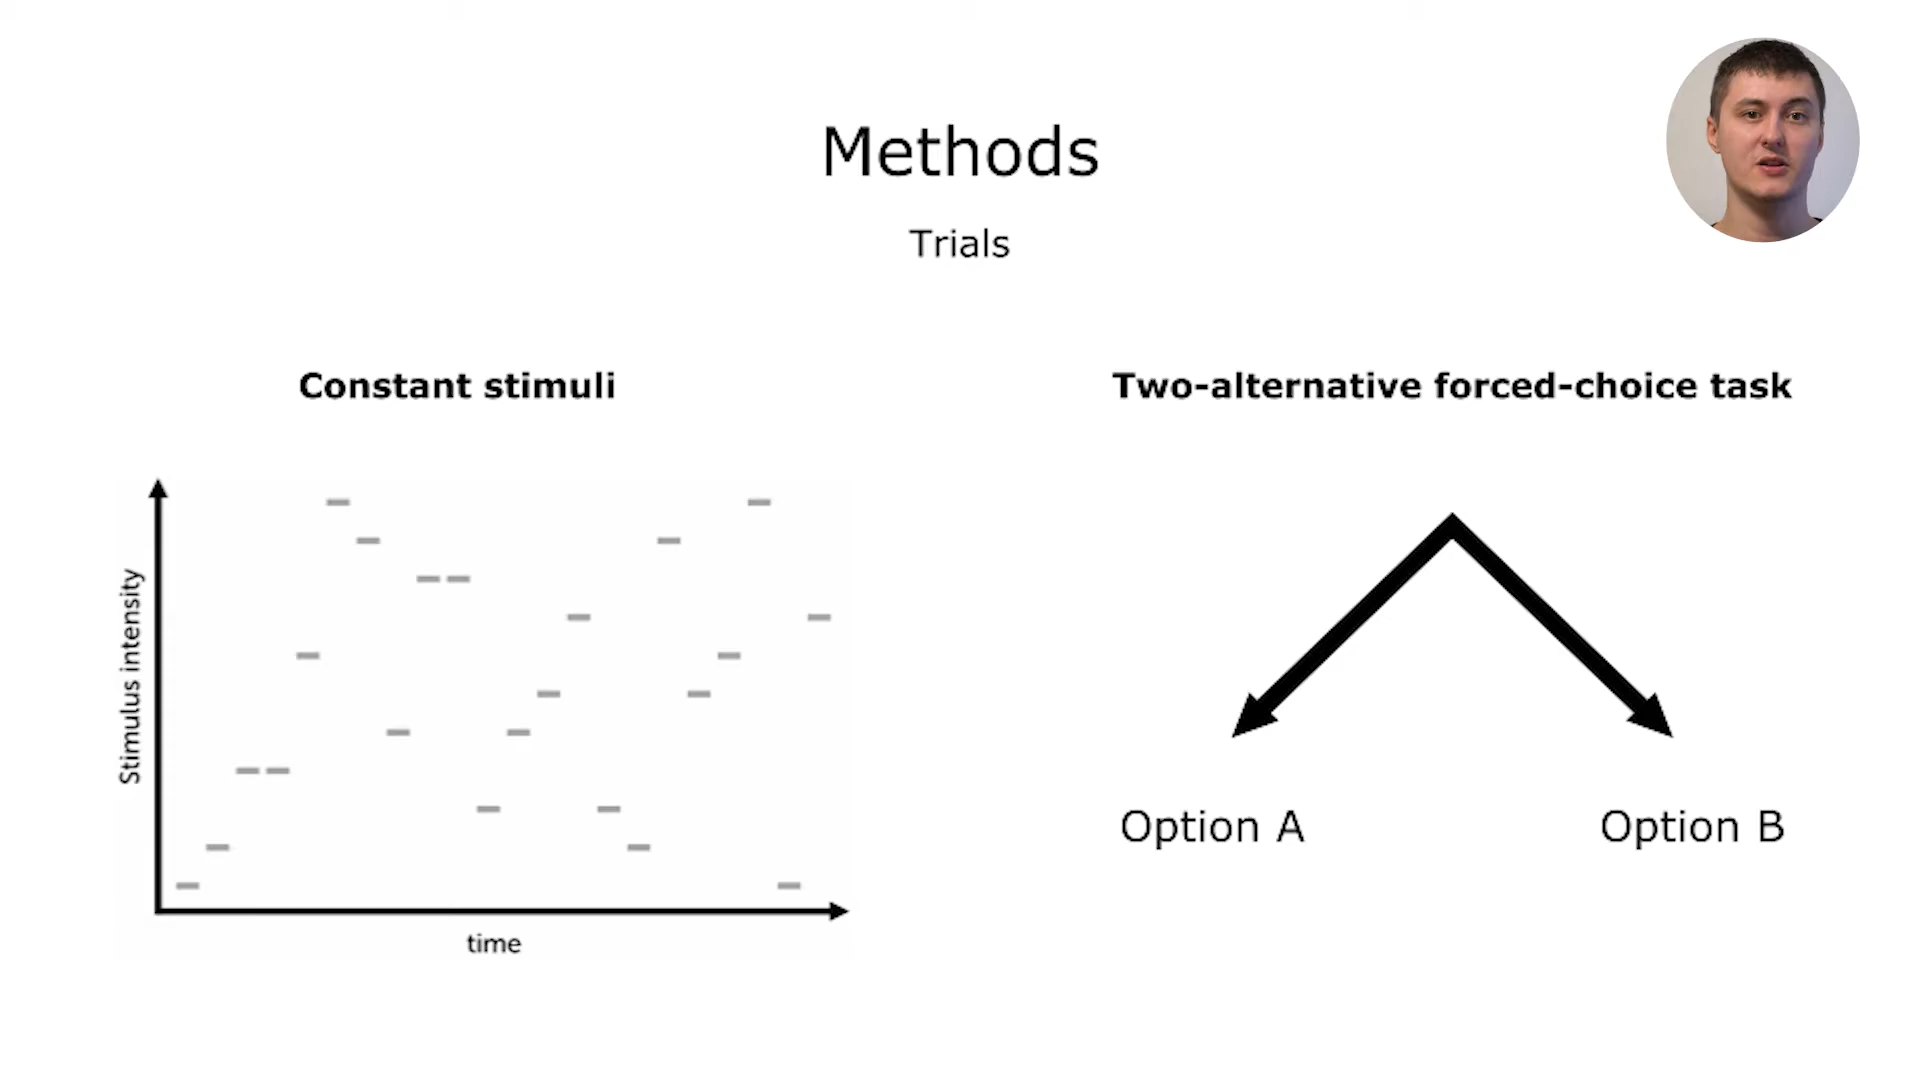 Methods
Trials
Constant stimuli
Two-alternative forced-choice task
Stimulus intensity
time
Option A
Option B